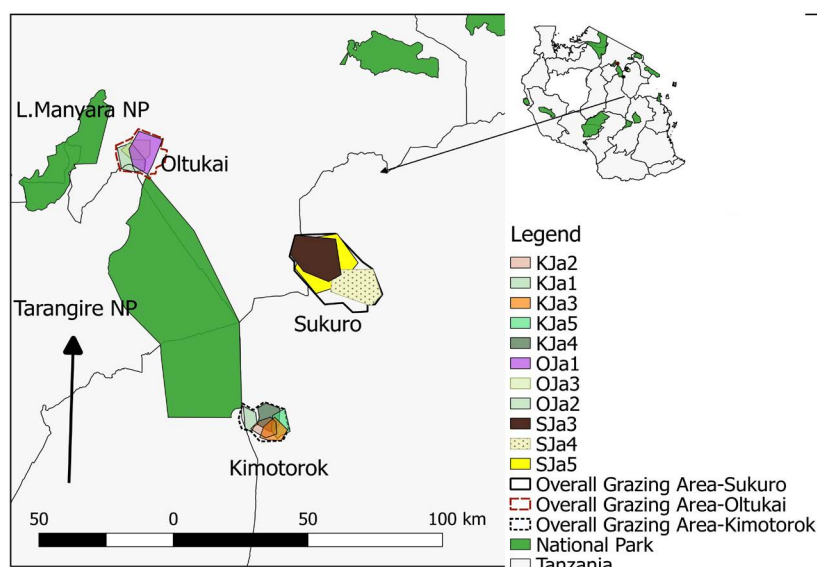 L.Manyara NP
Oltukai
Tarangire NP
Sukuro
Kimotorok
50 0 50 100 km
Legend
KJa2
KJa1
KJa3
KJa5
KJa4
OJa1
OJa3
OJa2
SJa3
SJa4
SJa5
Overall Grazing Area-Sukuro
Overall Grazing Area-Oltukai
Overall Grazing Area-Kimotorok
National Park
Tanzania